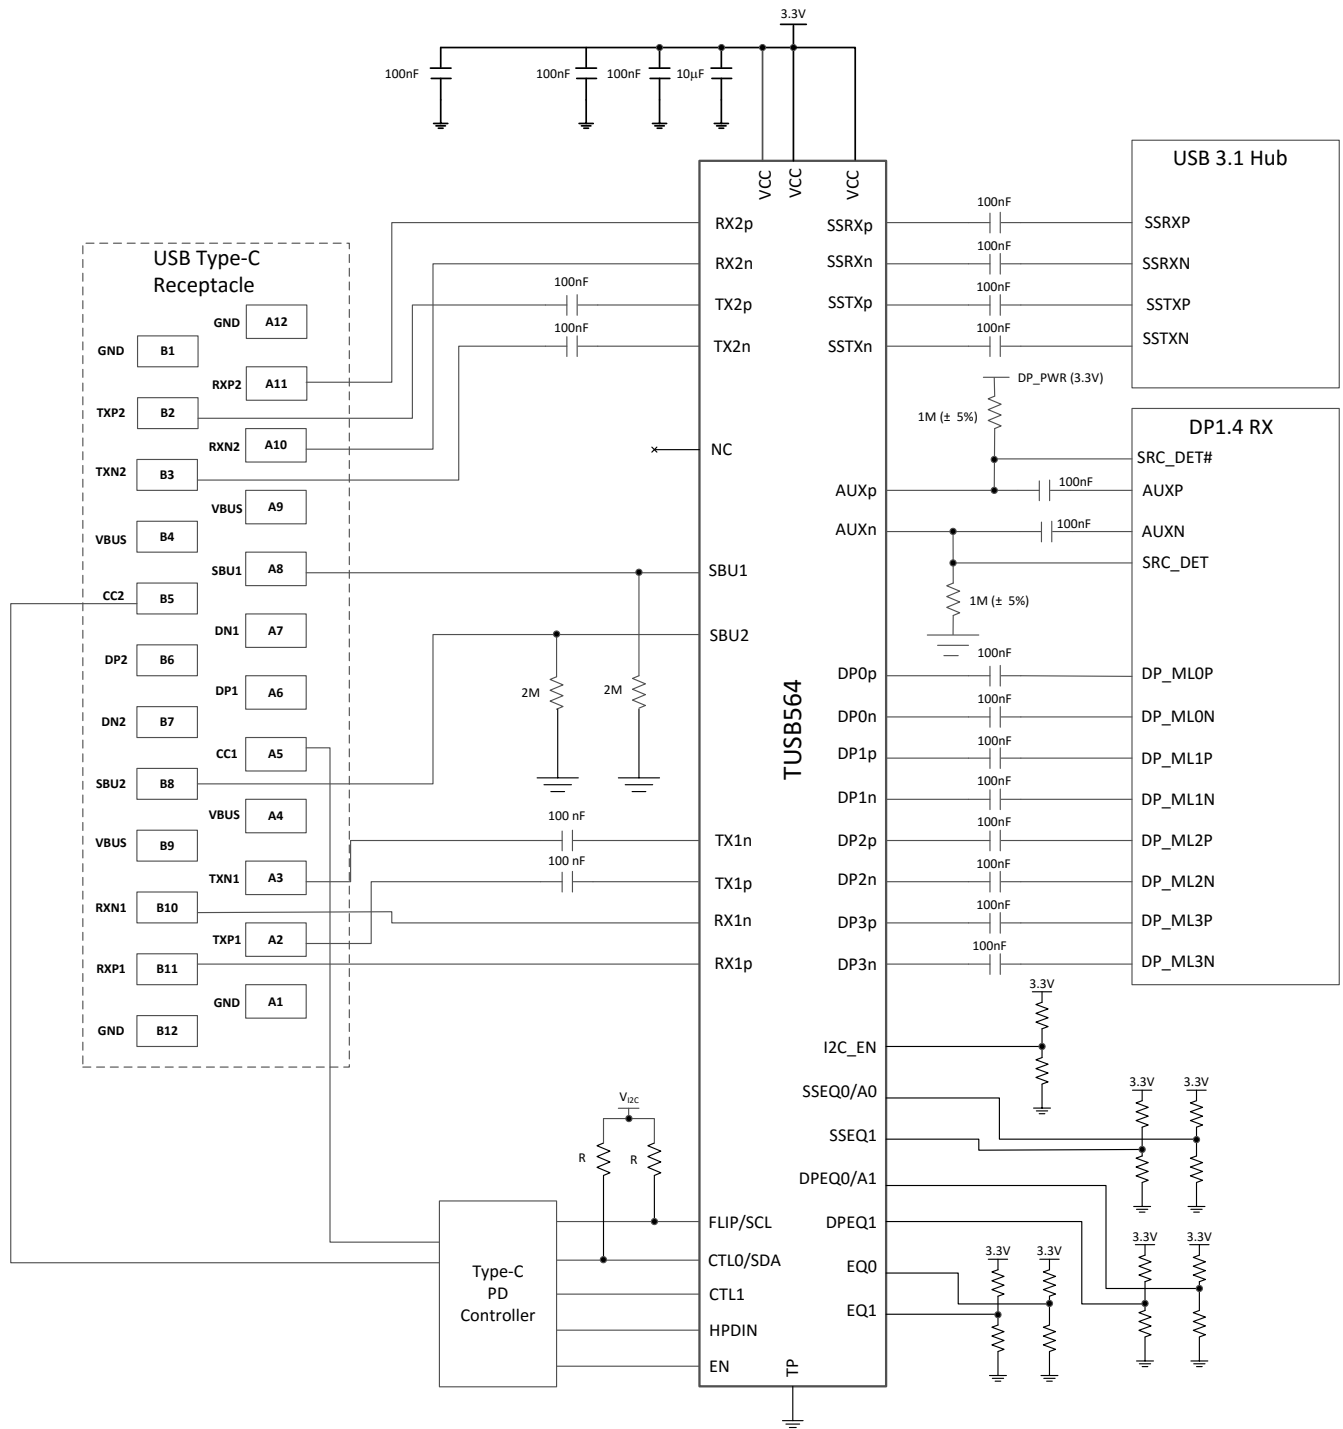 3.3V
100nF
100nF
100nF
10µF
USB 3.1 Hub
VCC
VCC
VCC
100nF
RX2p
SSRXp
SSRXP
USB Type-C
Receptacle
100nF
RX2n
SSRXn
SSRXN
100nF
100nF
TX2p
SSTXp
SSTXP
GND
A12
100nF
100nF
TX2n
SSTXn
SSTXN
GND
B1
RXP2
A11
DP_PWR (3.3V)
TXP2
B2
1M (± 5%)
DP1.4 RX
RXN2
A10
NC
SRC_DET#
TXN2
B3
100nF
AUXp
AUXP
VBUS
A9
100nF
AUXn
AUXN
VBUS
B4
SBU1
A8
SBU1
SRC_DET
CC2
B5
1M (± 5%)
DN1
A7
SBU2
100nF
DP2
B6
DP0p
DP_ML0P
DP1
A6
2M
2M
100nF
DP0n
DP_ML0N
DN2
B7
TUSB564
100nF
CC1
A5
DP1p
DP_ML1P
SBU2
B8
100nF
DP1n
DP_ML1N
VBUS
A4
100 nF
100nF
VBUS
B9
TX1n
DP2p
DP_ML2P
100 nF
100nF
TXN1
A3
TX1p
DP2n
DP_ML2N
RXN1
B10
100nF
RX1n
DP3p
DP_ML3P
TXP1
A2
100nF
RXP1
B11
RX1p
DP3n
DP_ML3N
GND
A1
3.3V
GND
B12
I2C_EN
SSEQ0/A0
3.3V
3.3V
VI2C
SSEQ1
R
R
DPEQ0/A1
FLIP/SCL
DPEQ1
3.3V
3.3V
3.3V
3.3V
CTL0/SDA
EQ0
Type-C
PD
Controller
CTL1
EQ1
HPDIN
EN
TP